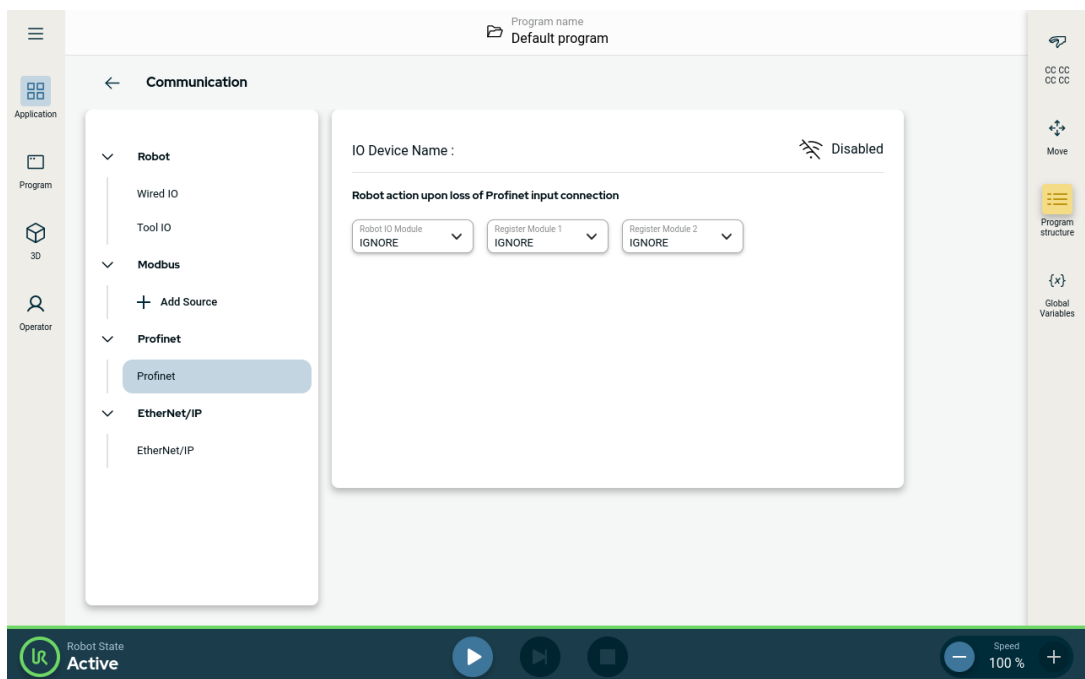 Program name
Default program
Communication
Application
Program
3D
Operator
Robot
Wired IO
Tool IO
Modbus
Add Source
Profinet
Profinet
EtherNet/IP
EtherNet/IP
IO Device Name :
Disabled
Robot action upon loss of Profinet input connection
Robot IO Module
IGNORE
Register Module 1
IGNORE
Register Module 2
IGNORE
CC CC
CC CC
Move
Program
structure
{x}
Global
Variables
UR
Robot State
Active
Speed
100 %